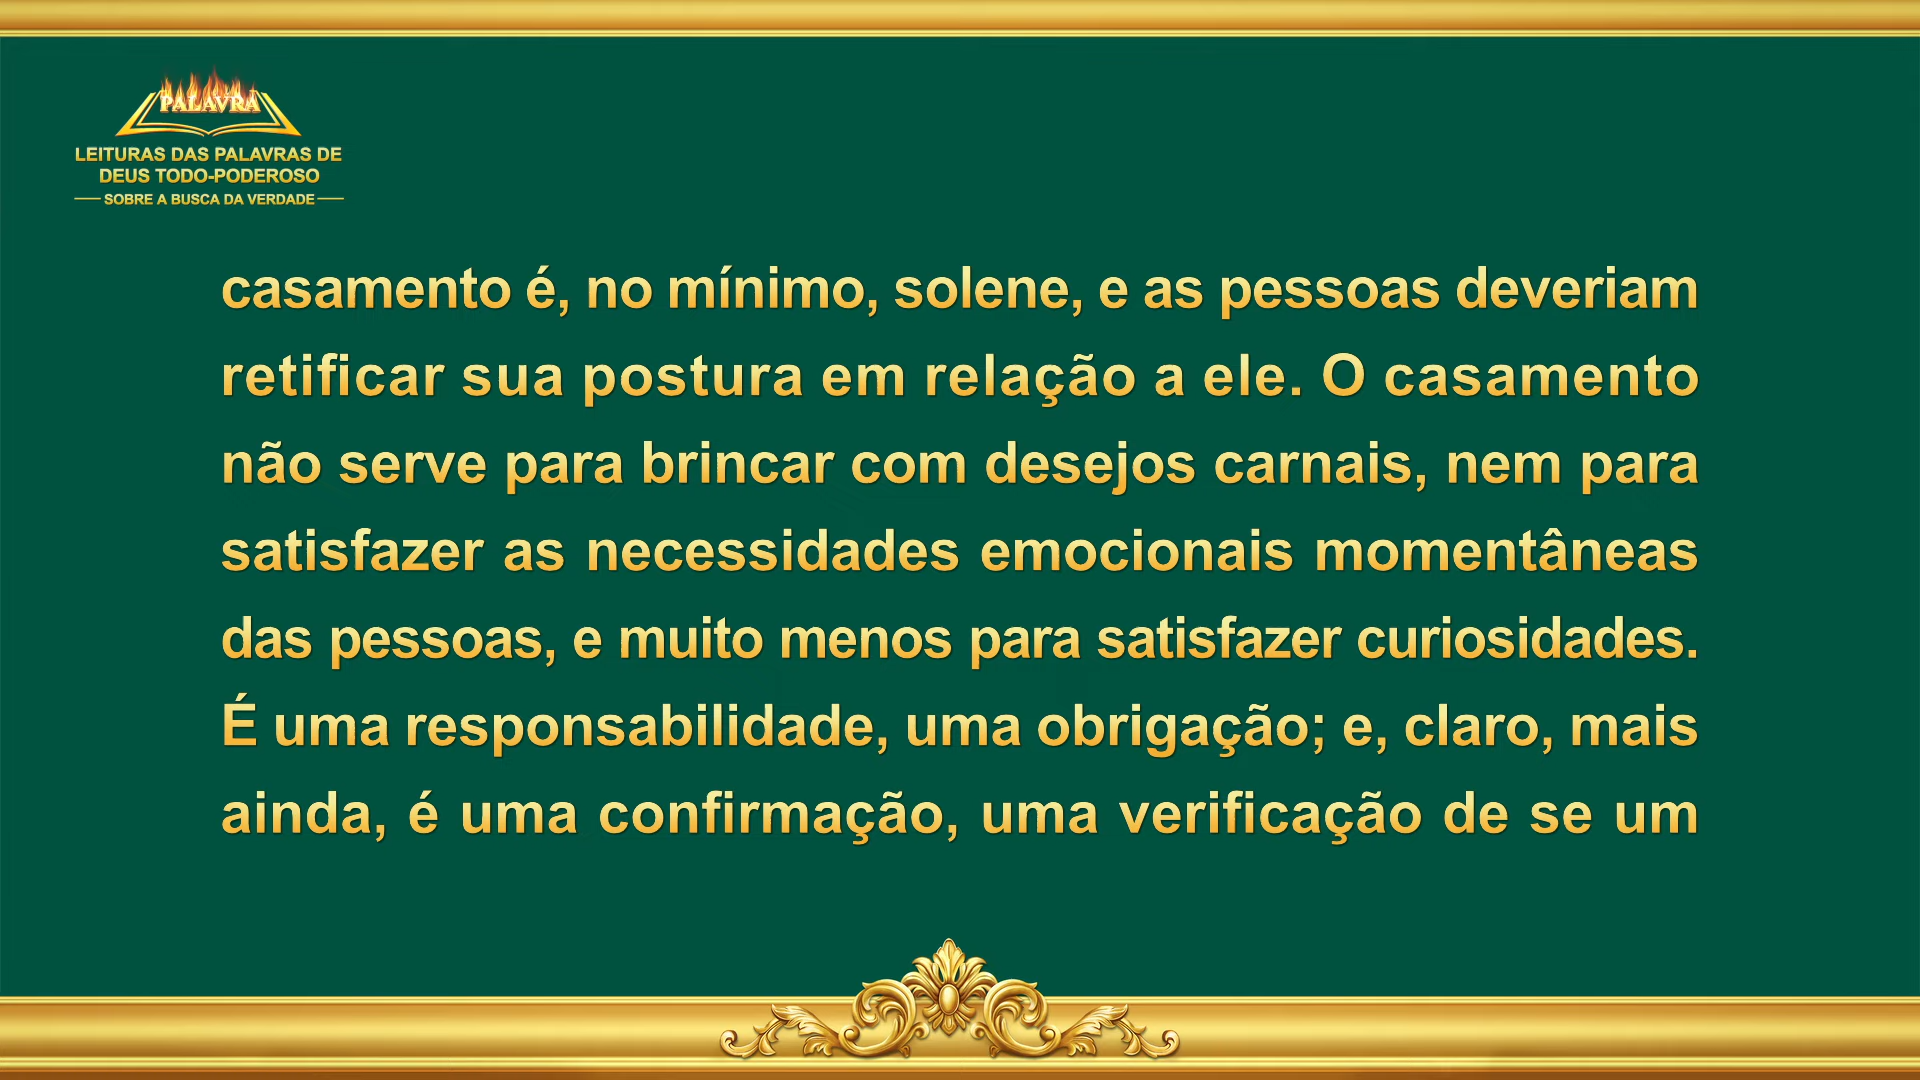 PALAVRA
LEITURAS DAS PALAVRAS DE
DEUS TODO-PODEROSO
SOBRE A BUSCA DA VERDADE
casamento é, no mínimo, solene, e as pessoas deveriam
retificar sua postura em relação a ele. O casamento
não serve para brincar com desejos carnais, nem para
satisfazer as necessidades emocionais momentâneas
das pessoas, e muito menos para satisfazer curiosidades.
É uma responsabilidade, uma obrigação; e, claro, mais
ainda, é uma confirmação, uma verificação de se um